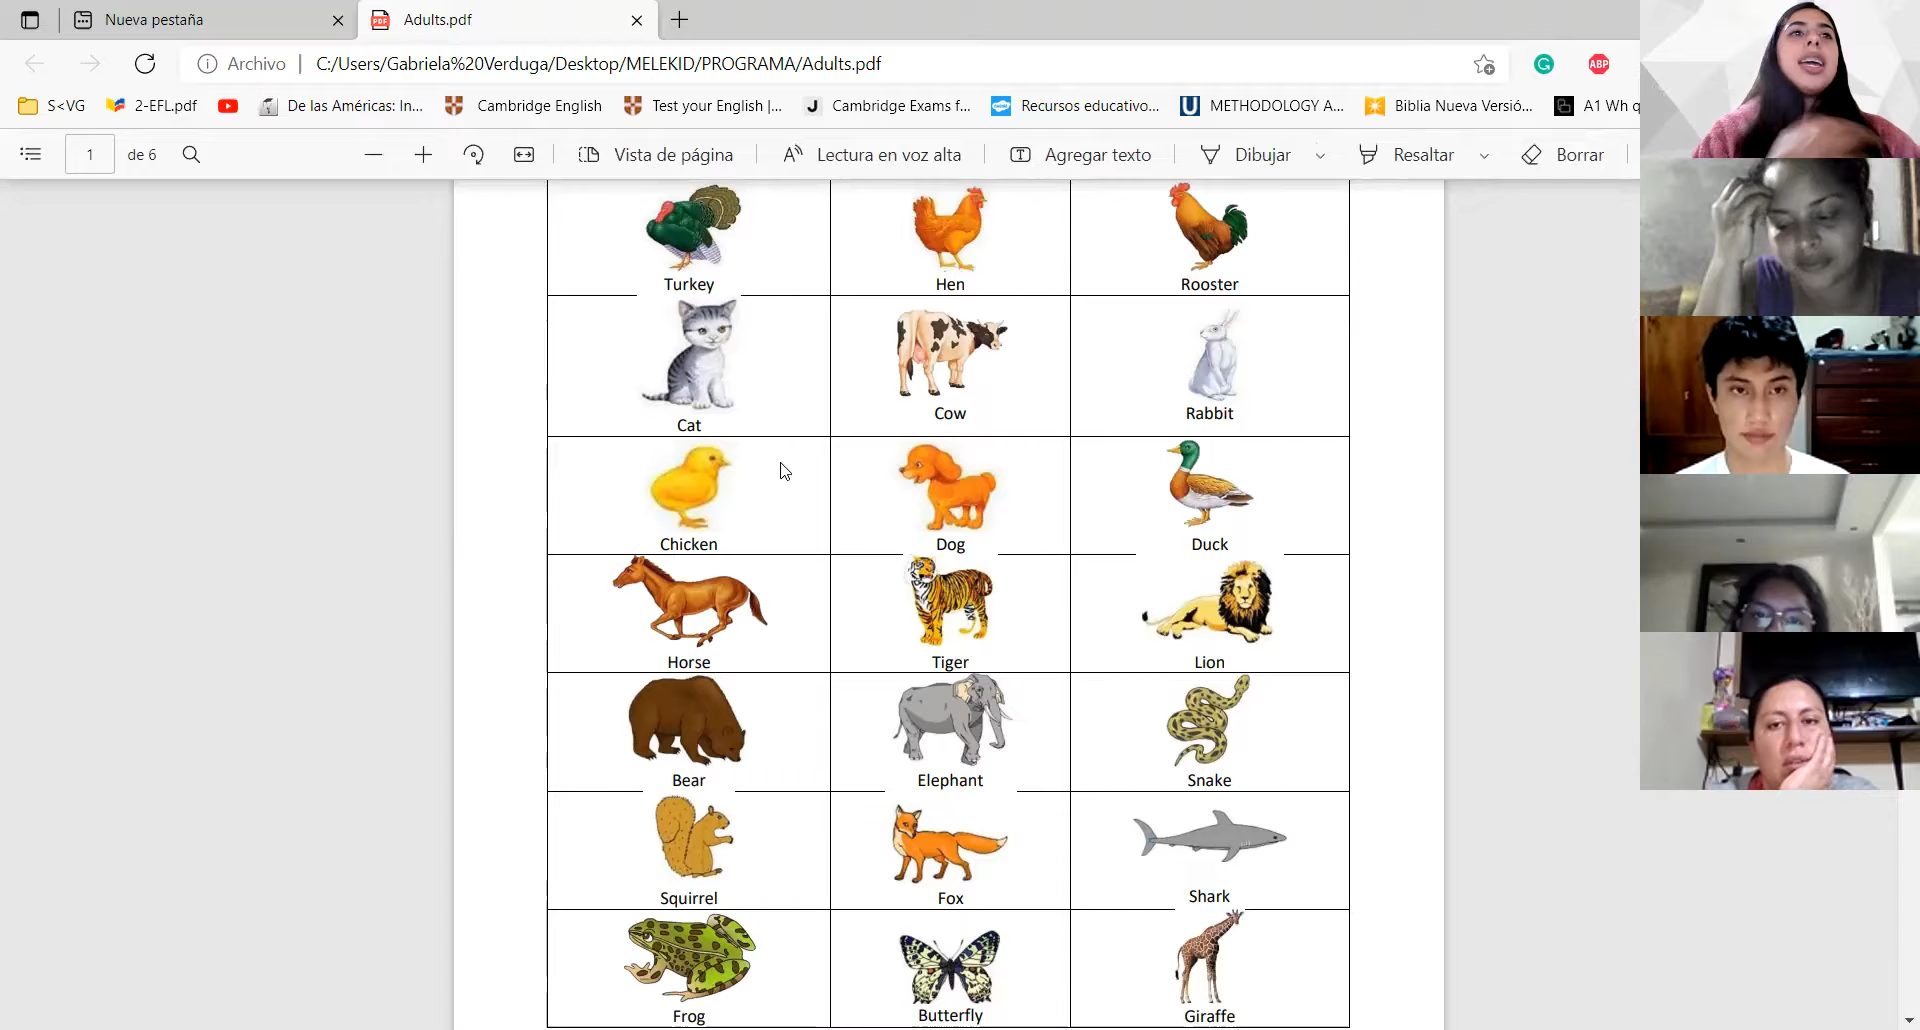 Nueva pestaña
Adults.pdf
Archivo | C:/Users/Gabriela%20Verduga/Desktop/MELEKID/PROGRAMA/Adults.pdf
ABP
S<VG
2-EFL.pdf
De las Américas: In...
Cambridge English
Test your English |...
Cambridge Exams f...
Recursos educativo...
METHODOLOGY A...
Biblia Nueva Versió...
A1 Wh q
1 de 6
Vista de página
Lectura en voz alta
Agregar texto
Dibujar
Resaltar
Borrar
Turkey
Hen
Rooster
Cat
Cow
Rabbit
Chicken
Dog
Duck
Horse
Tiger
Lion
Bear
Elephant
Snake
Squirrel
Fox
Shark
Frog
Butterfly
Giraffe